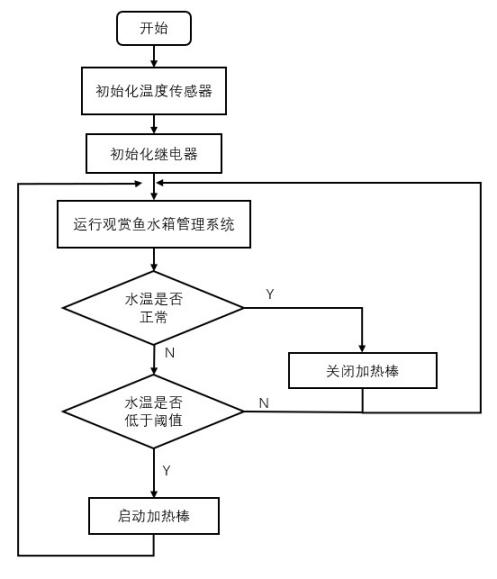 开始
初始化温度传感器
初始化继电器
运行观赏鱼水箱管理系统
水温是否
正常
Y
N
关闭加热棒
水温是否
低于阈值
N
Y
启动加热棒